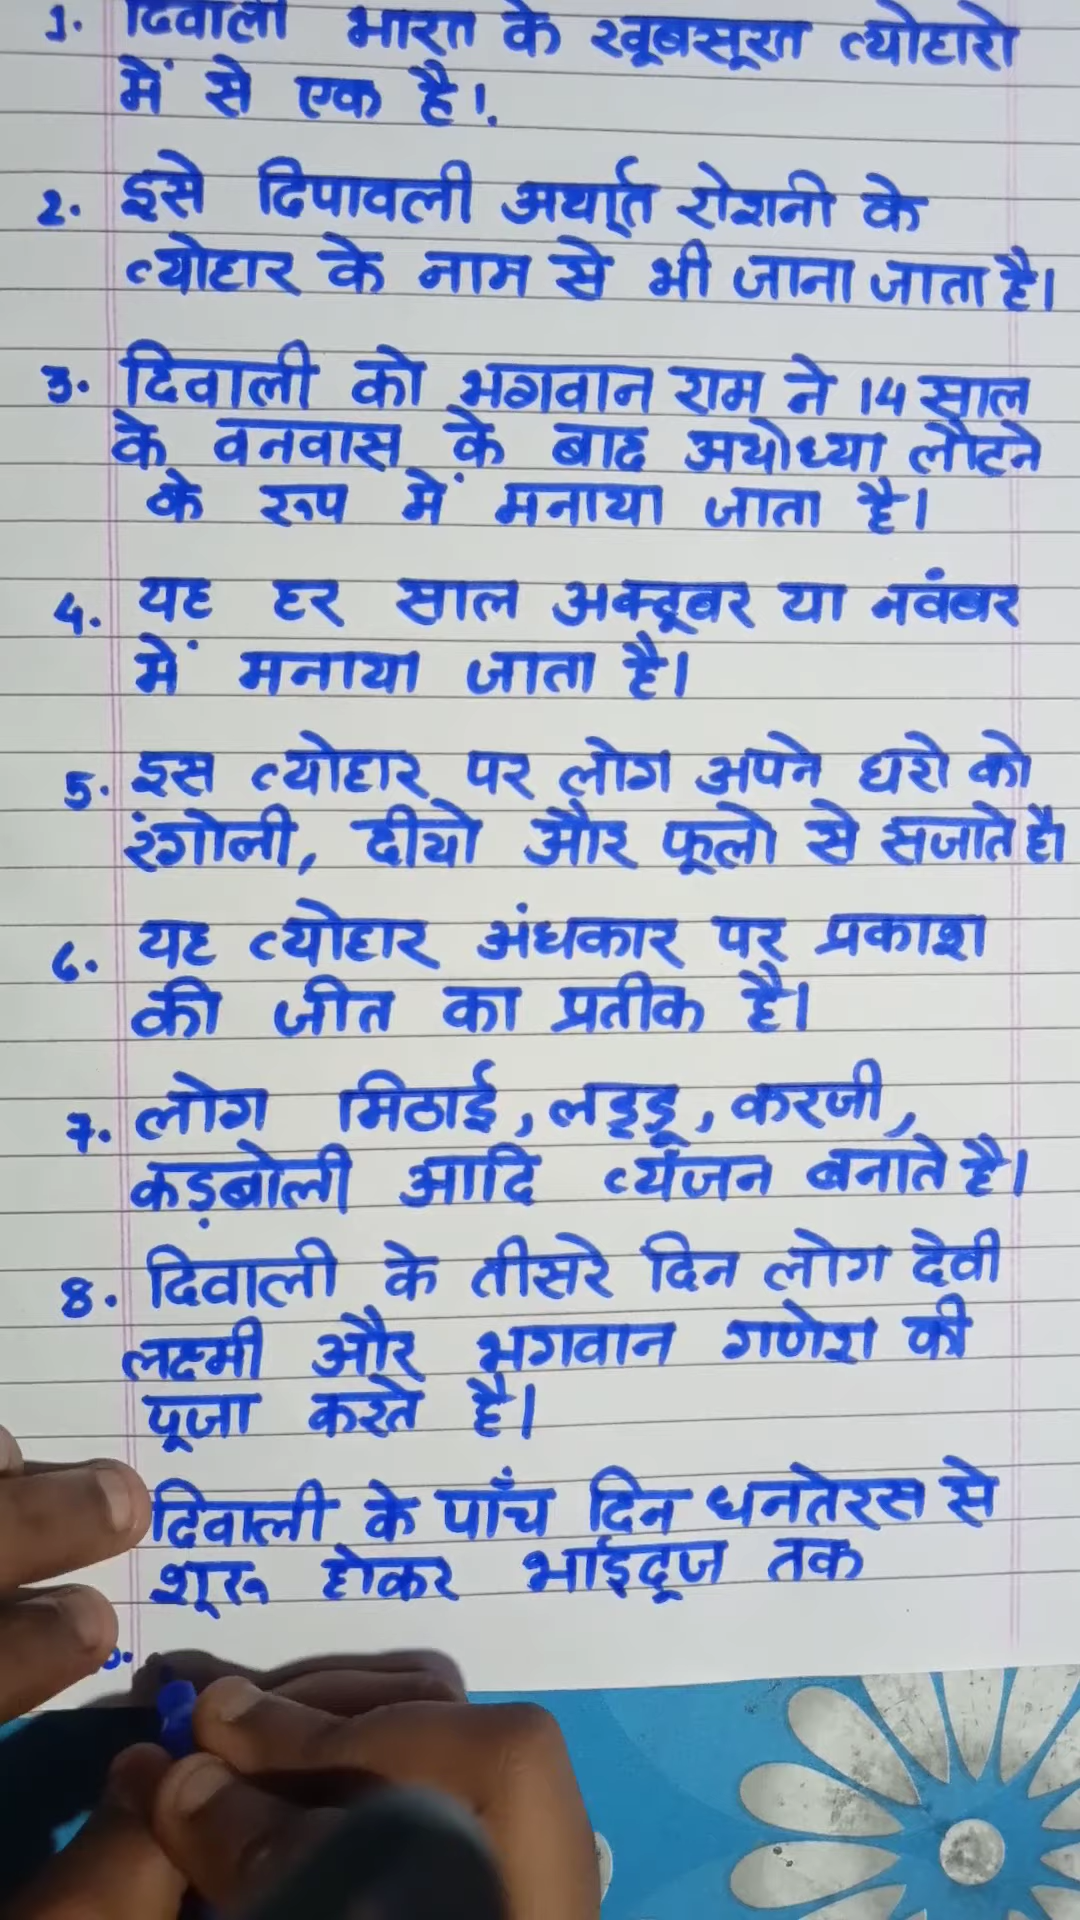 1. दिवाली भारत के खूबसूरत त्योहारो
में से एक है।.
2. इसे दिपावली अर्थात् रोशनी के
त्योहार के नाम से भी जाना जाता है।
3. दिवाली को भगवान राम ने 14 साल
के वनवास के बाद अयोध्या लौटने
के रुप में मनाया जाता है।
4. यह हर साल अक्टूबर या नवंबर
में मनाया जाता है।
5. इस त्योहार पर लोग अपने घरो को
रंगोली, दीयो और फूलो से सजाते है।
6. यह त्योहार अंधकार पर प्रकाश
की जीत का प्रतीक है।
7. लोग मिठाई, लड्डू, करजी,
कड़बोली आदि व्यंजन बनाते है।
8. दिवाली के तीसरे दिन लोग देवी
लक्ष्मी और भगवान गणेश की
पूजा करते है।
दिवाली के पाँच दिन धनतेरस से
शूरू होकर भाईदूज तक